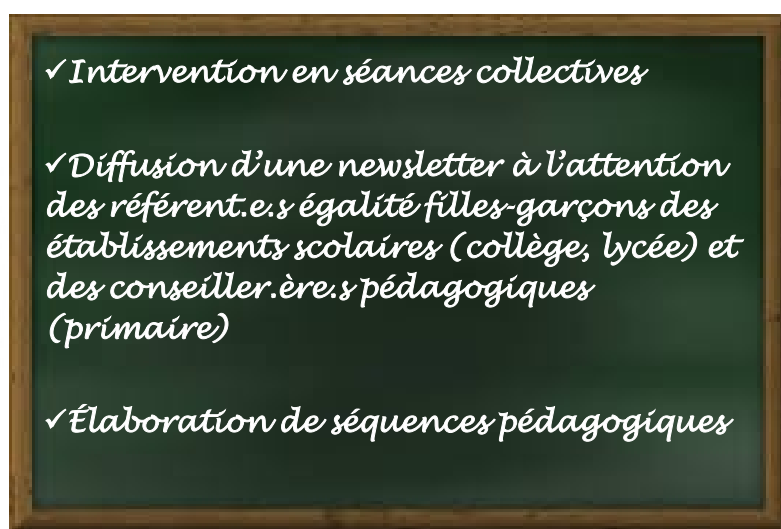 ✓Intervention en séances collectives
✓Diffusion d'une newsletter à l'attention
des référent.e.s égalité filles-garçons des
établissements scolaires (collège, lycée) et
des conseiller.ère.s pédagogiques
(primaire)
✓Élaboration de séquences pédagogiques